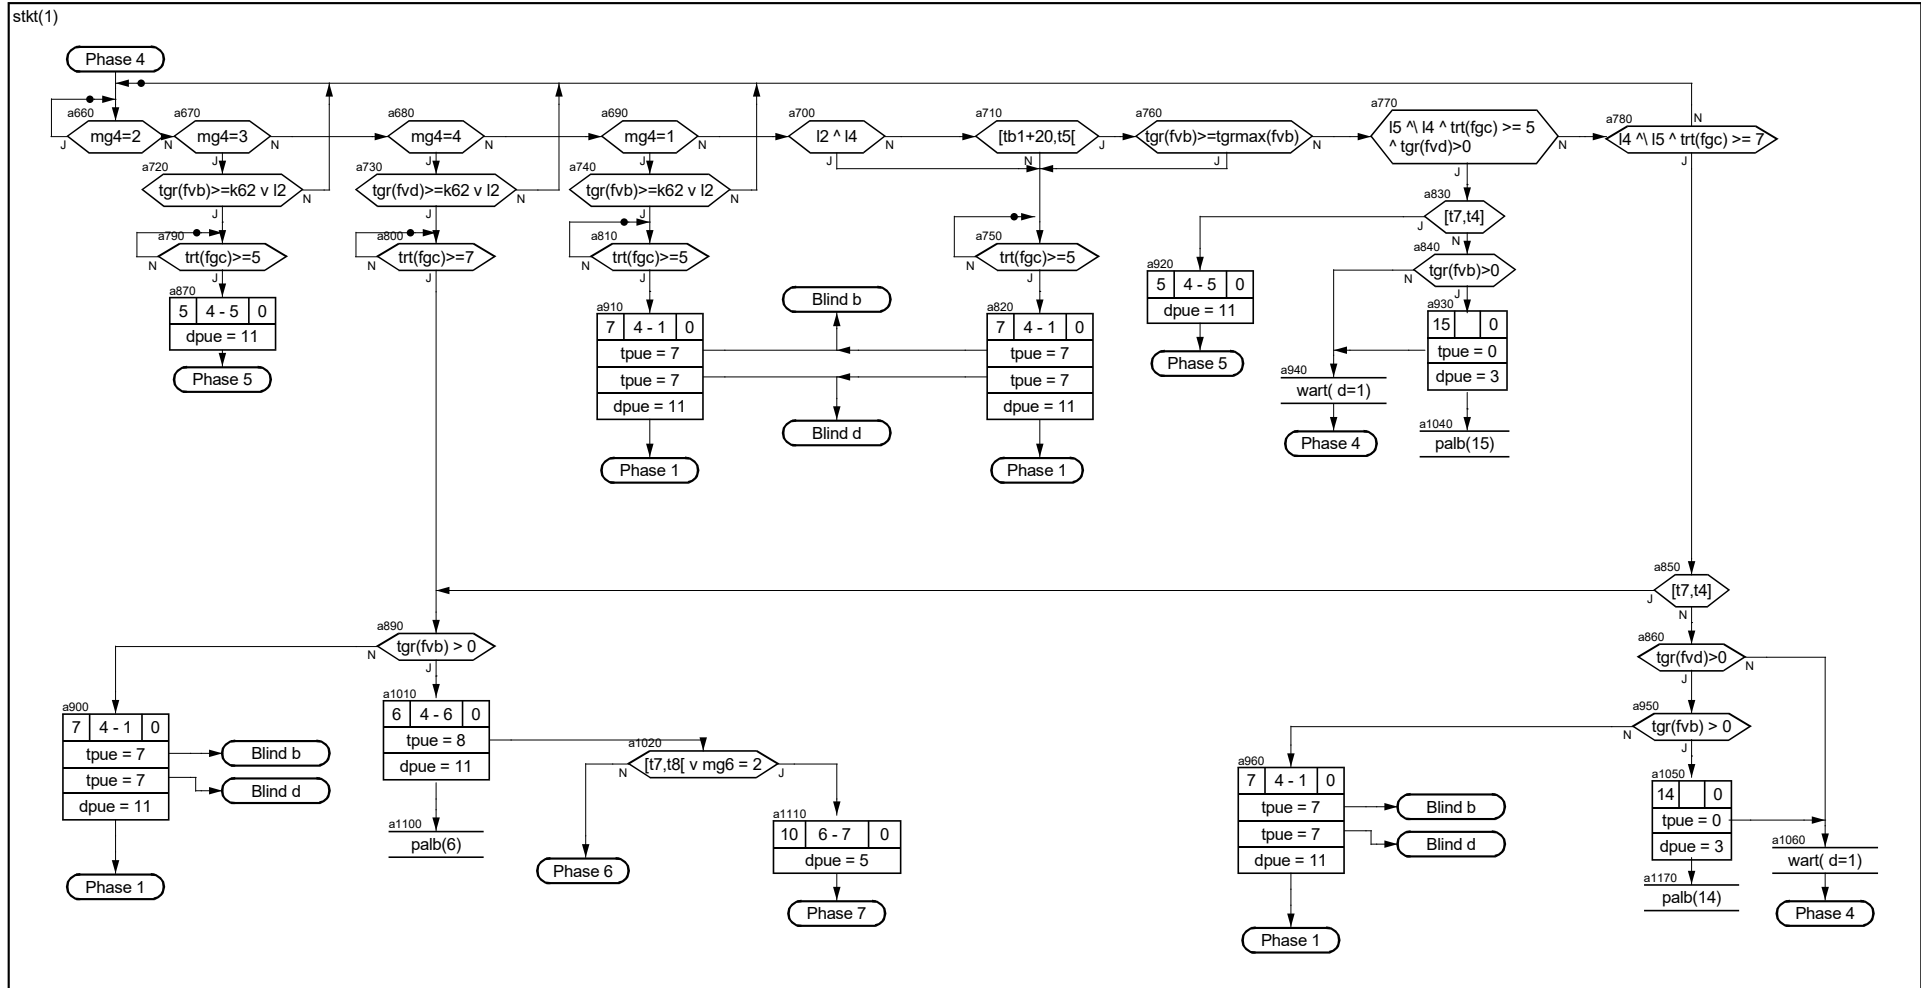 stkt(1)
Phase 4
a660
mg4=2
J
N
a670
mg4=3
J
N
a680
mg4=4
J
N
a690
mg4=1
J
N
a700
l2 ^ l4
J
N
a710
[tb1+20,t5[
N
J
a760
tgr(fvb)>=tgrmax(fvb)
J
N
a770
l5 ^\ l4 ^ trt(fgc) >= 5
^ tgr(fvd)>0
J
N
a780
l4 ^\ l5 ^ trt(fgc) >= 7
N
J
a720
tgr(fvb)>=k62 v l2
J
N
a730
tgr(fvd)>=k62 v l2
J
N
a740
tgr(fvb)>=k62 v l2
J
N
a830
[t7,t4]
J
N
a790
trt(fgc)>=5
N
J
a800
trt(fgc)>=7
N
J
a810
trt(fgc)>=5
N
J
a750
trt(fgc)>=5
N
J
a840
tgr(fvb)>0
N
J
a870
5 4 - 5 0
dpue = 11
Phase 5
a910
7 4 - 1 0
tpue = 7
tpue = 7
dpue = 11
Phase 1
Blind b
Blind d
a820
7 4 - 1 0
tpue = 7
tpue = 7
dpue = 11
Phase 1
a920
5 4 - 5 0
dpue = 11
Phase 5
a930
15 0
tpue = 0
dpue = 3
a940
wart( d=1)
Phase 4
a1040
palb(15)
a850
[t7,t4]
J
N
a890
tgr(fvb) > 0
N
J
a860
tgr(fvd)>0
N
J
a900
7 4 - 1 0
tpue = 7
tpue = 7
dpue = 11
Blind b
Blind d
Phase 1
a1010
6 4 - 6 0
tpue = 8
dpue = 11
a1100
palb(6)
a1020
[t7,t8[ v mg6 = 2
N
J
Phase 6
a1110
10 6 - 7 0
dpue = 5
Phase 7
a950
tgr(fvb) > 0
N
J
a960
7 4 - 1 0
tpue = 7
tpue = 7
dpue = 11
Blind b
Blind d
Phase 1
a1050
14 0
tpue = 0
dpue = 3
a1170
palb(14)
a1060
wart( d=1)
Phase 4